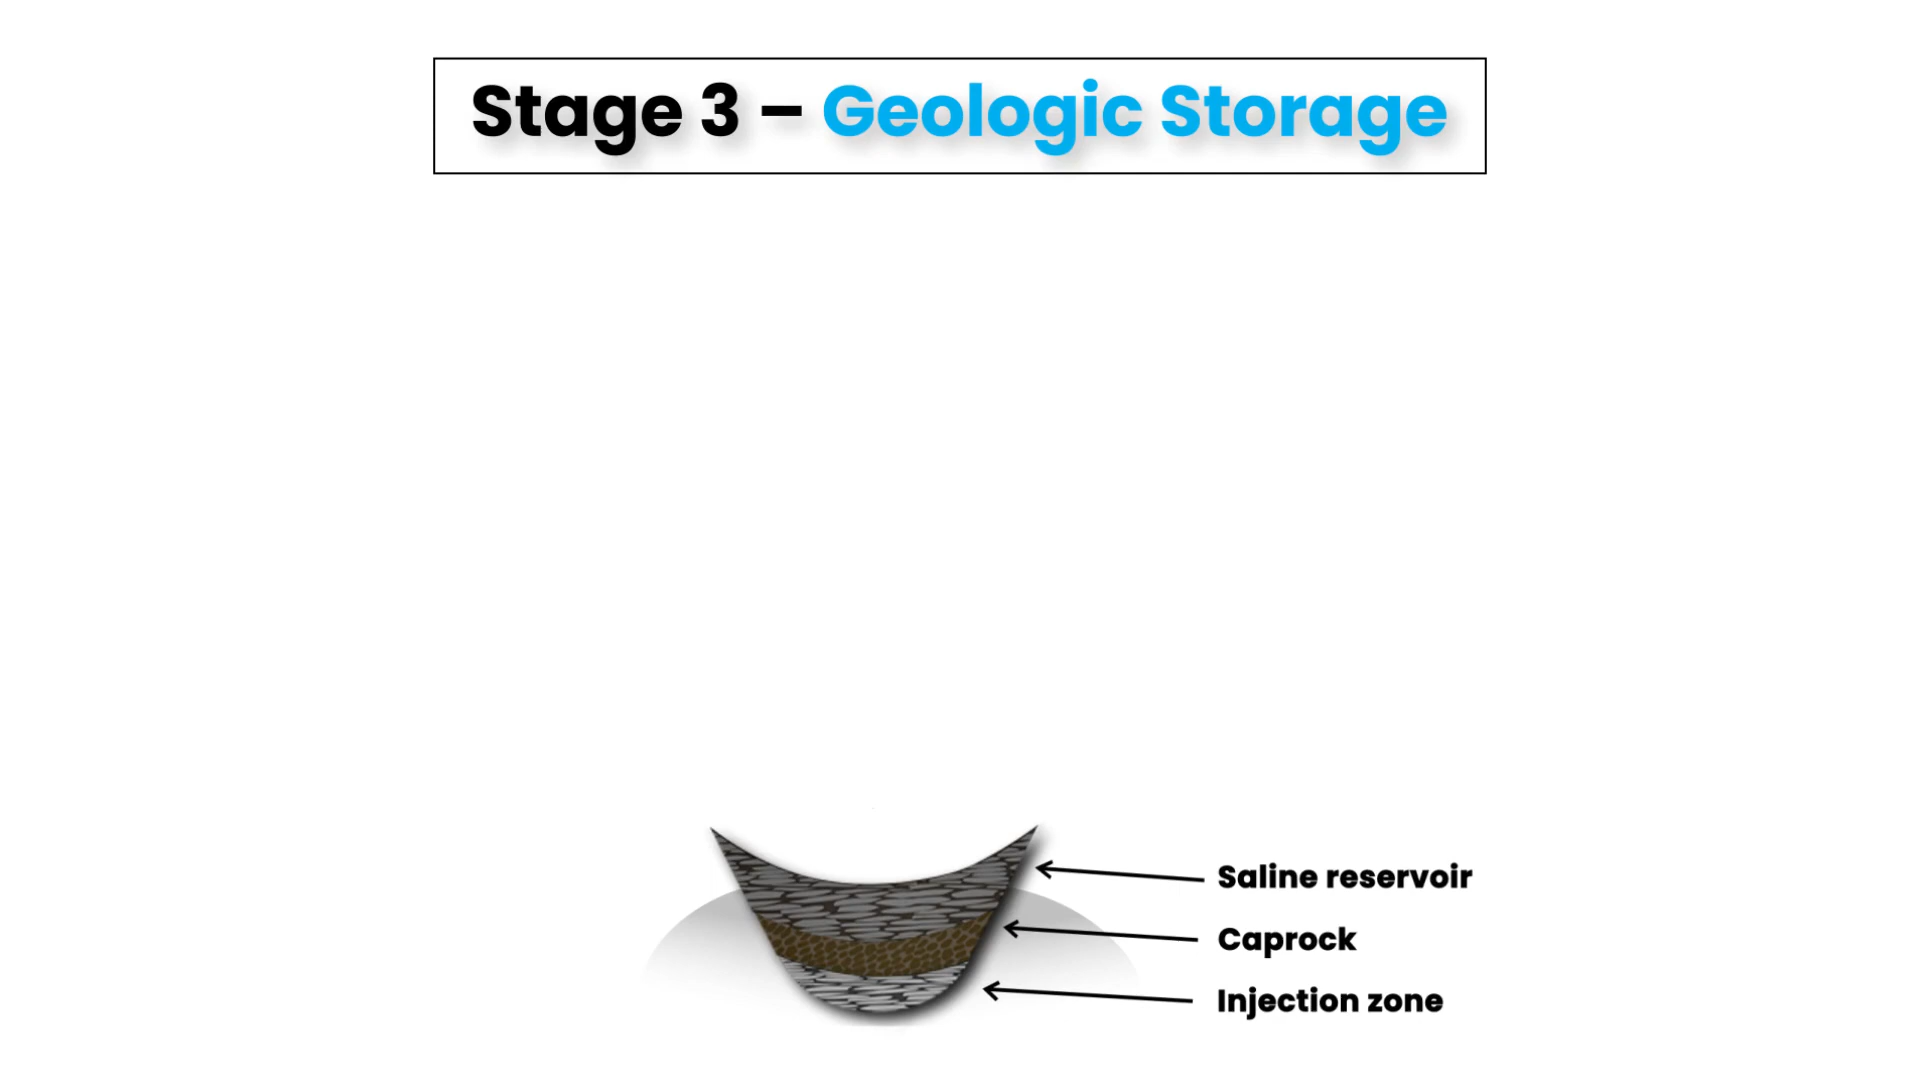 Stage 3 – Geologic Storage
Saline reservoir
Caprock
Injection zone